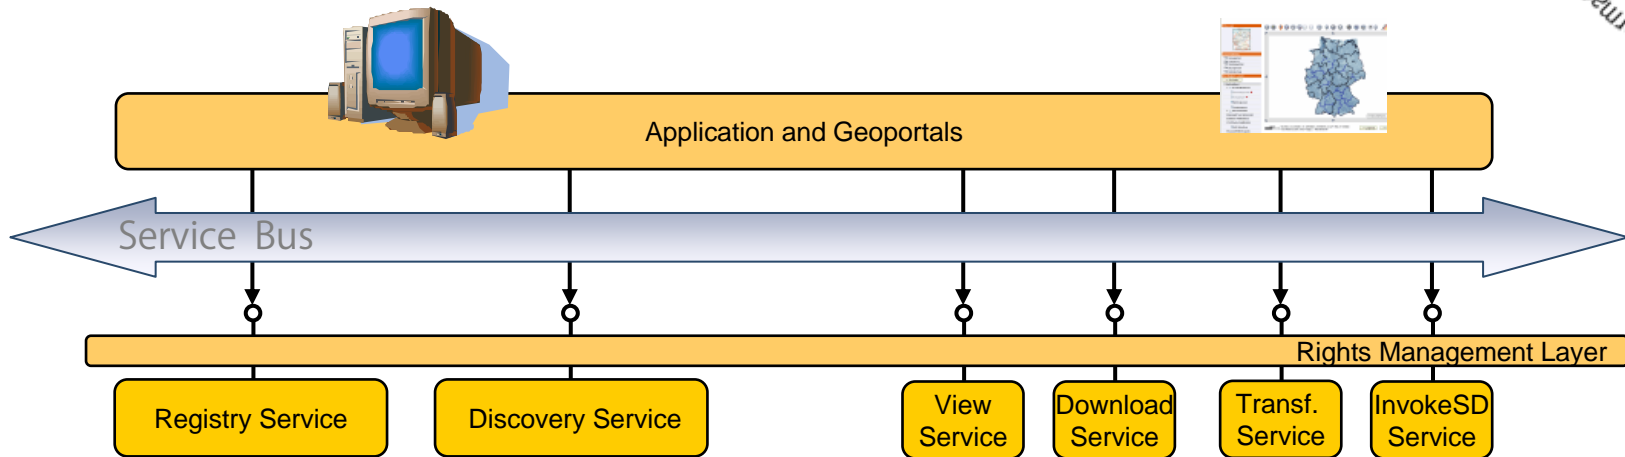 Application and Geoportals
Service Bus
Rights Management Layer
Registry Service
Discovery Service
View
Service
Download
Service
Transf.
Service
InvokeSD
Service